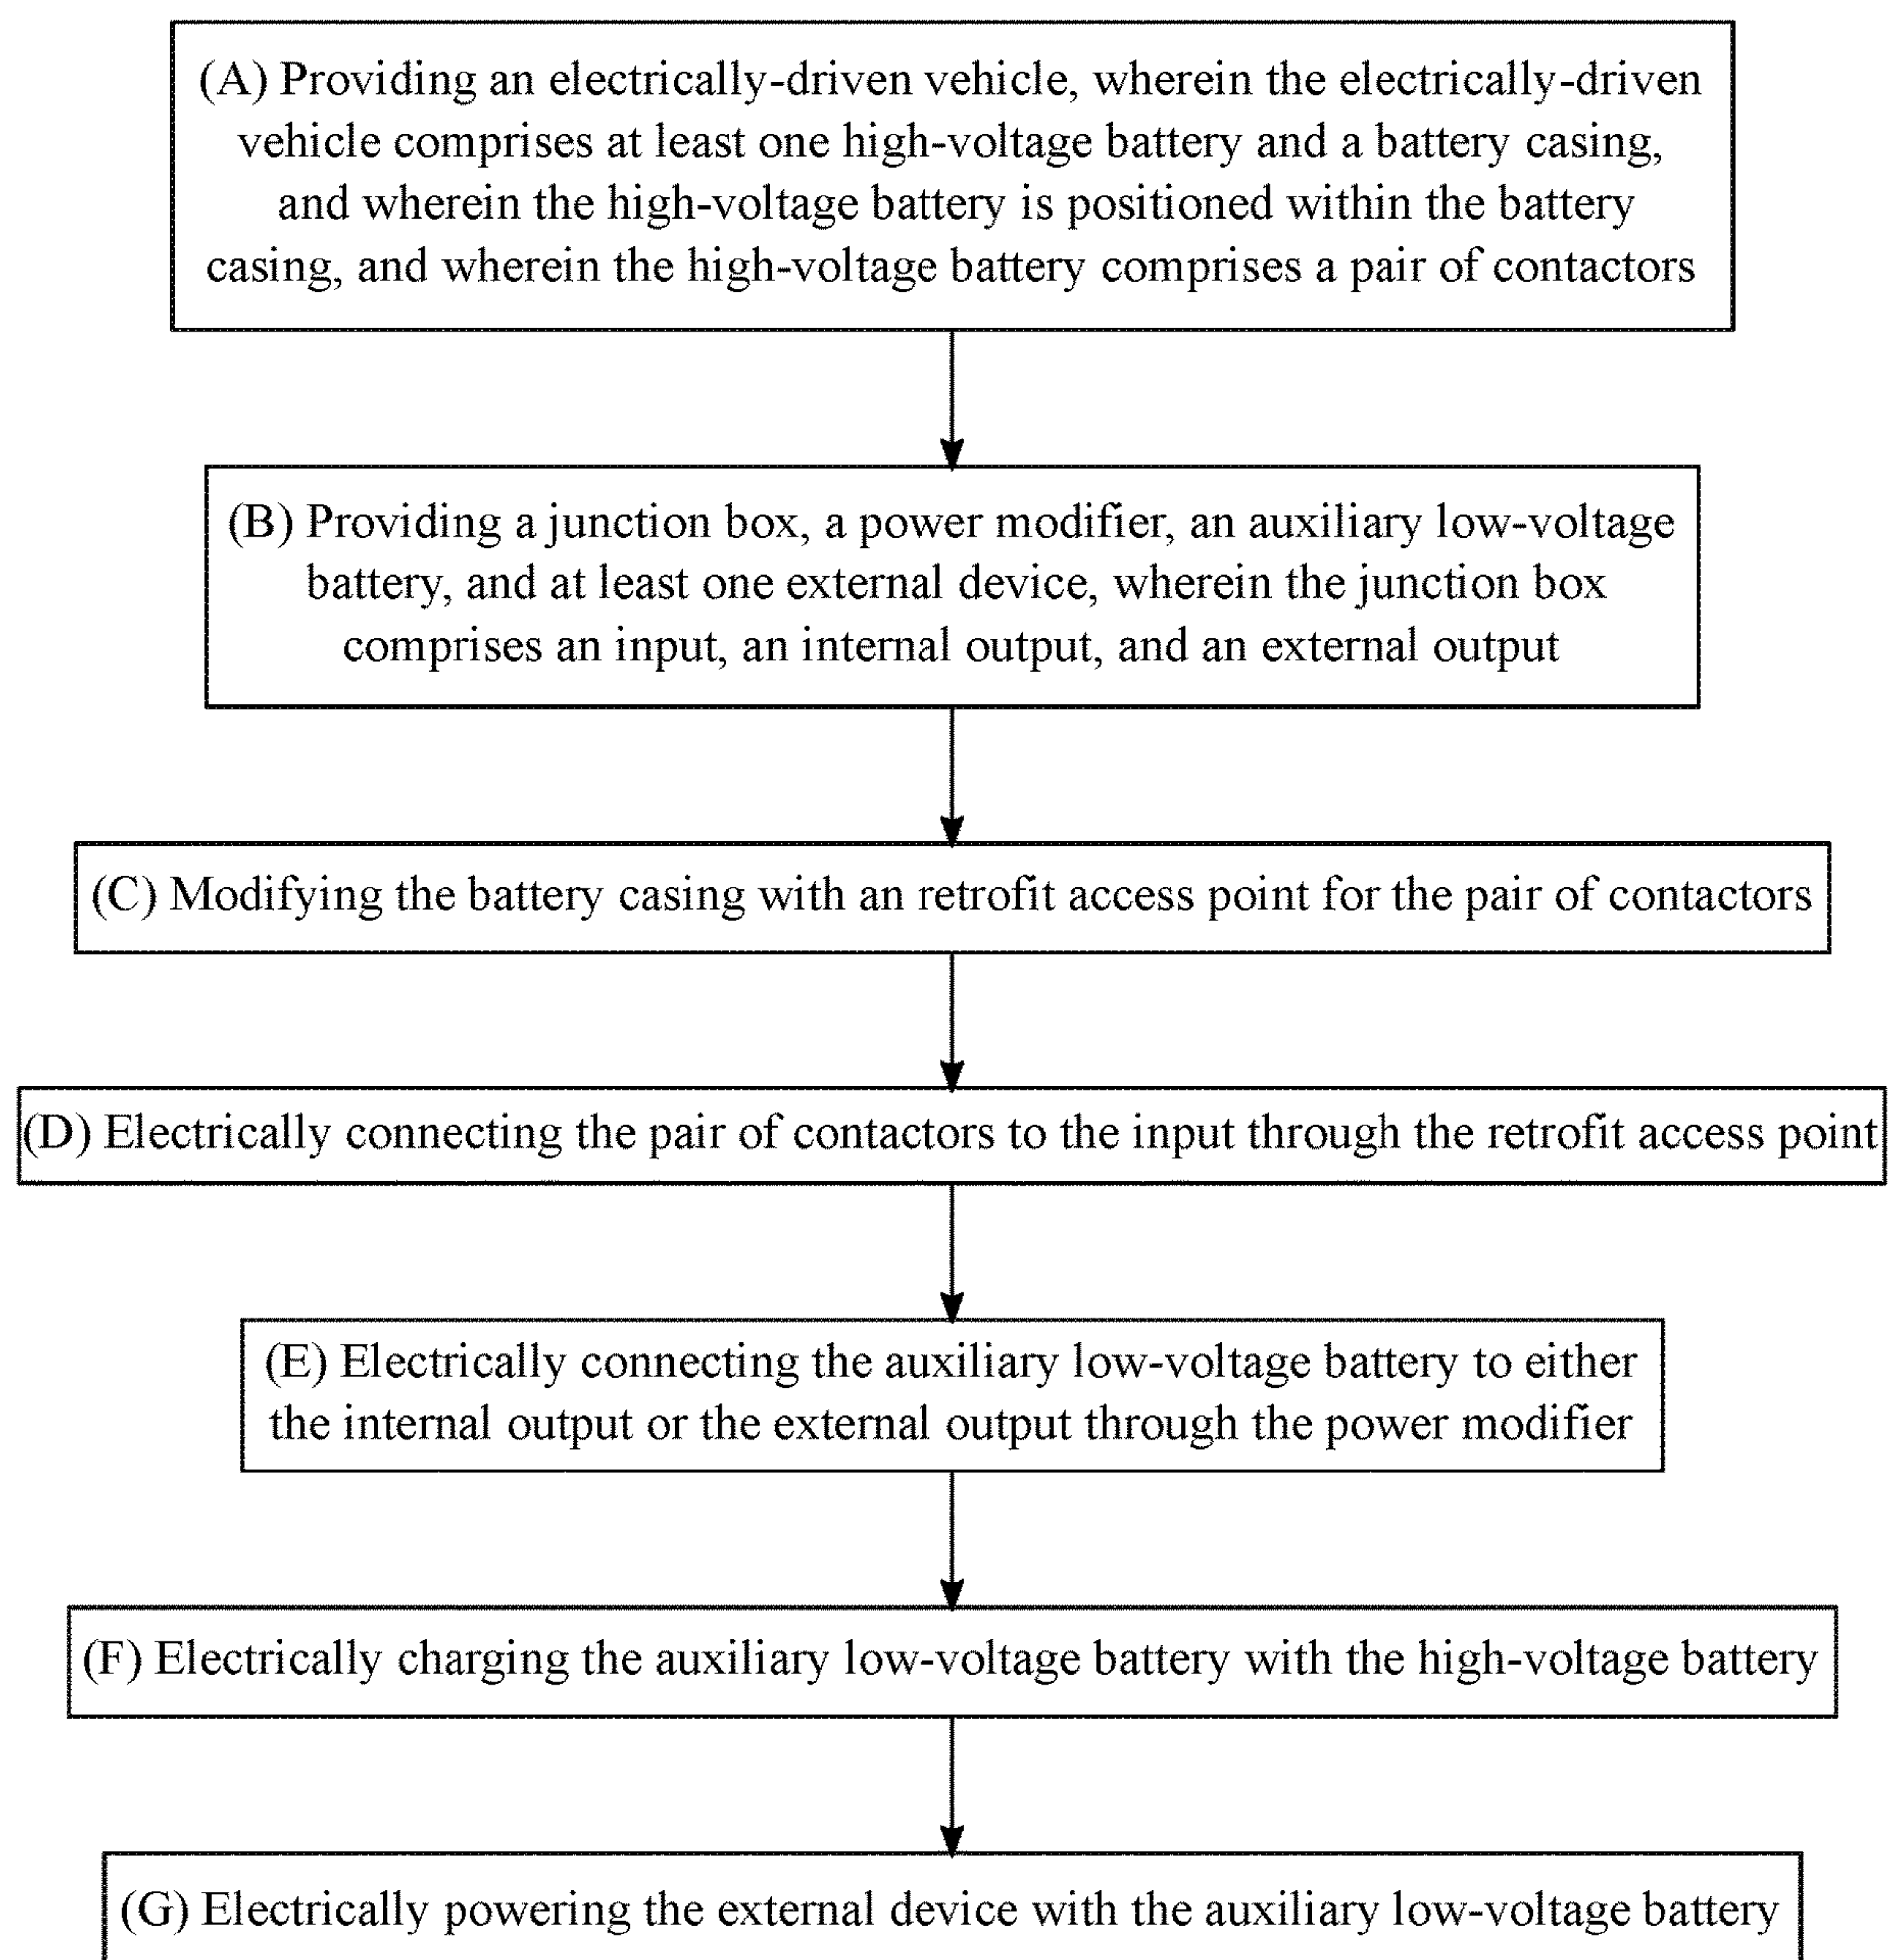 (A) Providing an electrically-driven vehicle, wherein the electrically-driven
vehicle comprises at least one high-voltage battery and a battery casing,
and wherein the high-voltage battery is positioned within the battery
casing, and wherein the high-voltage battery comprises a pair of contactors
(B) Providing a junction box, a power modifier, an auxiliary low-voltage
battery, and at least one external device, wherein the junction box
comprises an input, an internal output, and an external output
(C) Modifying the battery casing with an retrofit access point for the pair of contactors
(D) Electrically connecting the pair of contactors to the input through the retrofit access point
(E) Electrically connecting the auxiliary low-voltage battery to either
the internal output or the external output through the power modifier
(F) Electrically charging the auxiliary low-voltage battery with the high-voltage battery
(G) Electrically powering the external device with the auxiliary low-voltage battery